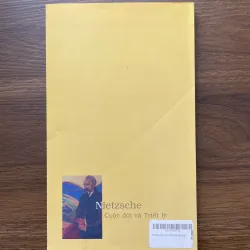 Nietzsche
Cuộc đời và Triết lý